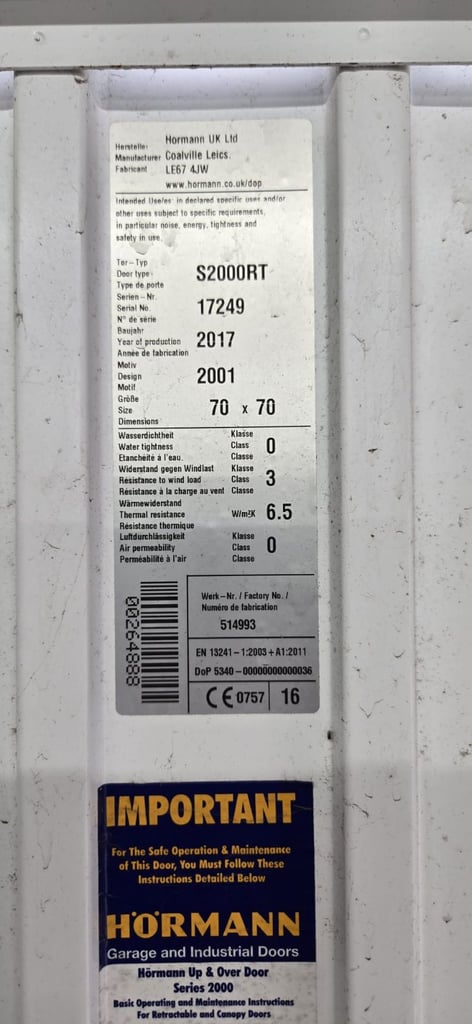 Hersteller
Manufacturer
Fabricant
Hormann UK Ltd
Coalville Leics.
LE67 4JW
www.hormann.co.uk/dop
Intended Use/es: in declared specific uses and/or
other uses subject to specific requirements,
in particular noise, energy, tightness and
safety in use.
Tor-Typ
Door type
Type de porte
S2000RT
Serien-Nr.
Serial No.
N° de série
17249
Baujahr
Year of production
Année de fabrication
2017
Motiv
Design
Motif
2001
Größe
Size
Dimensions
70 x 70
Wasserdichtheit Klasse
Water tightness Class 0
Etanchéité à l'eau. Classe
Widerstand gegen Windlast Klasse
Resistance to wind load Class 3
Résistance à la charge au vent Classe
Wärmewiderstand
Thermal resistance W/m²K 6.5
Résistance thermique
Luftdurchlässigkeit Klasse
Air permeability Class 0
Perméabilité à l'air Classe
00264888
Werk-Nr. / Factory No. /
Numéro de fabrication
514993
EN 13241-1:2003+A1:2011
DoP 5340-00000000000036
CE 0757 16
IMPORTANT
For The Safe Operation & Maintenance
of This Door, You Must Follow These
Instructions Detailed Below
HÖRMANN
Garage and Industrial Doors
Hörmann Up & Over Door
Series 2000
Basic Operating and Maintenance Instructions
For Retractable and Canopy Doors